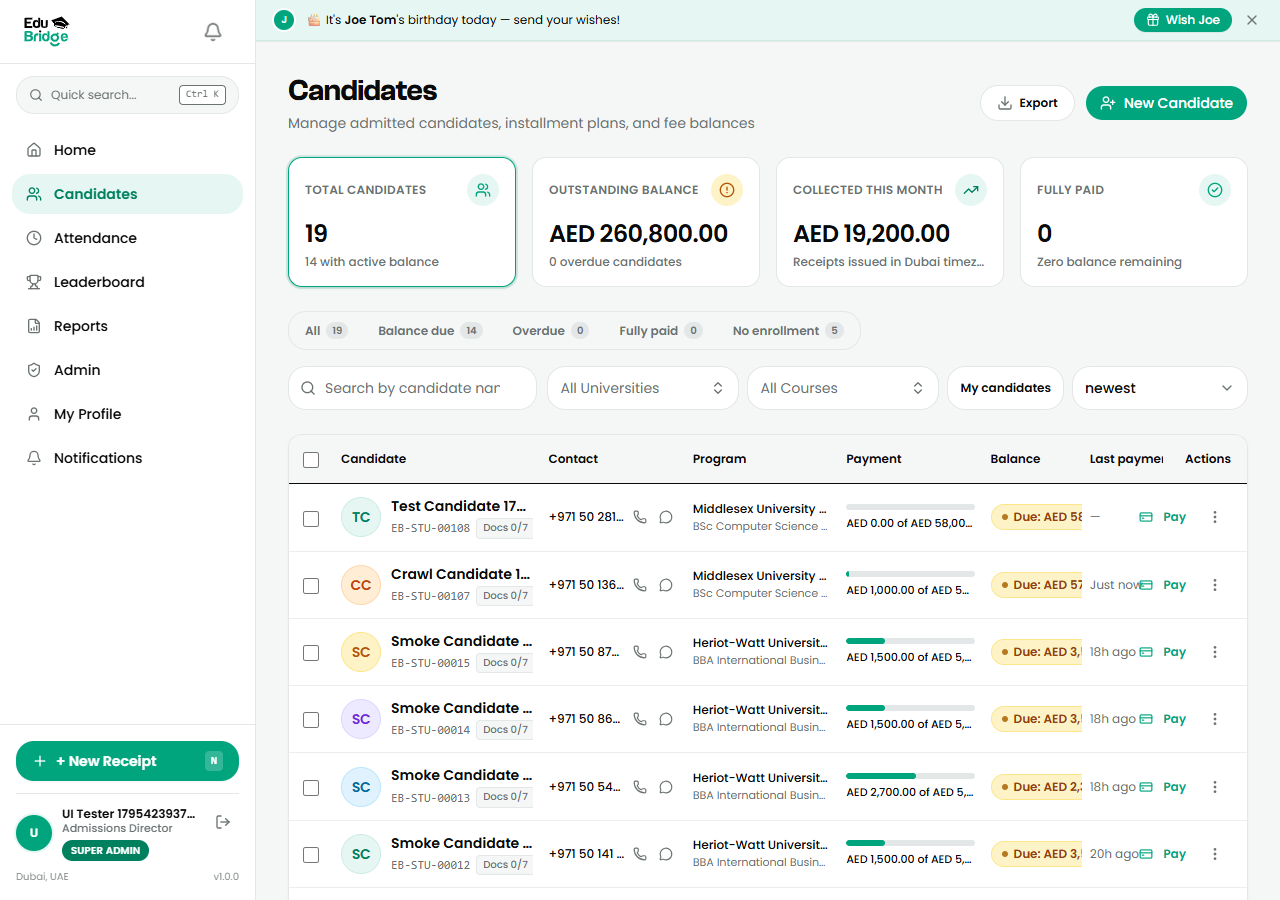 Edu
Bridge
Quick search...
Ctrl K
Home
Candidates
Attendance
Leaderboard
Reports
Admin
My Profile
Notifications
+ New Receipt
N
U
UI Tester 1795423937...
Admissions Director
SUPER ADMIN
Dubai, UAE
v1.0.0
J
It's Joe Tom's birthday today — send your wishes!
Wish Joe
Candidates
Manage admitted candidates, installment plans, and fee balances
Export
New Candidate
TOTAL CANDIDATES
19
14 with active balance
OUTSTANDING BALANCE
AED 260,800.00
0 overdue candidates
COLLECTED THIS MONTH
AED 19,200.00
Receipts issued in Dubai timez...
FULLY PAID
0
Zero balance remaining
All 19
Balance due 14
Overdue 0
Fully paid 0
No enrollment 5
Search by candidate nar
All Universities
All Courses
My candidates
newest
Candidate Contact Program Payment Balance Last paymer Actions
TC
Test Candidate 17...
EB-STU-00108 Docs 0/7
+971 50 281...
Middlesex University ...
BSc Computer Science ...
AED 0.00 of AED 58,00...
Due: AED 58
—
Pay
CC
Crawl Candidate 1...
EB-STU-00107 Docs 0/7
+971 50 136...
Middlesex University ...
BSc Computer Science ...
AED 1,000.00 of AED 5...
Due: AED 57
Just now
Pay
SC
Smoke Candidate ...
EB-STU-00015 Docs 0/7
+971 50 87...
Heriot-Watt Universit...
BBA International Busin...
AED 1,500.00 of AED 5,...
Due: AED 3,
18h ago
Pay
SC
Smoke Candidate ...
EB-STU-00014 Docs 0/7
+971 50 86...
Heriot-Watt Universit...
BBA International Busin...
AED 1,500.00 of AED 5,...
Due: AED 3,
18h ago
Pay
SC
Smoke Candidate ...
EB-STU-00013 Docs 0/7
+971 50 54...
Heriot-Watt Universit...
BBA International Busin...
AED 2,700.00 of AED 5,...
Due: AED 2,
18h ago
Pay
SC
Smoke Candidate ...
EB-STU-00012 Docs 0/7
+971 50 141 ...
Heriot-Watt Universit...
BBA International Busin...
AED 1,500.00 of AED 5,...
Due: AED 3,
20h ago
Pay